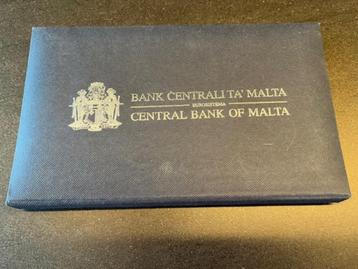 BANK ĊENTRALI TA' MALTA
EUROSISTEMA
CENTRAL BANK OF MALTA